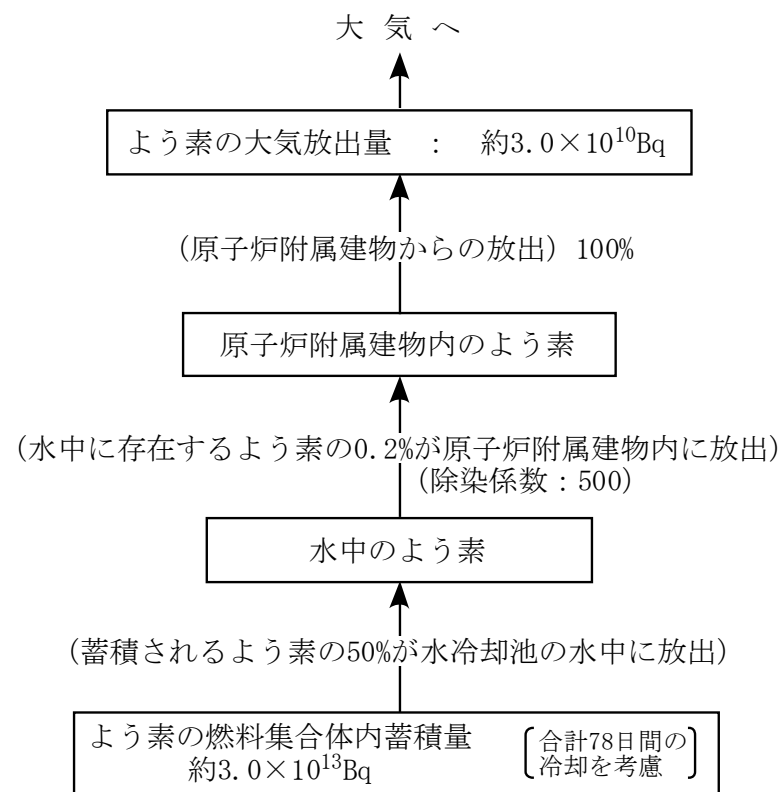 大 気 へ
よう素の大気放出量 : 約3.0×10¹⁰Bq
(原子炉附属建物からの放出) 100%
原子炉附属建物内のよう素
(水中に存在するよう素の0.2%が原子炉附属建物内に放出)
(除染係数:500)
水中のよう素
(蓄積されるよう素の50%が水冷却池の水中に放出)
よう素の燃料集合体内蓄積量
約3.0×10¹³Bq
合計78日間の
冷却を考慮